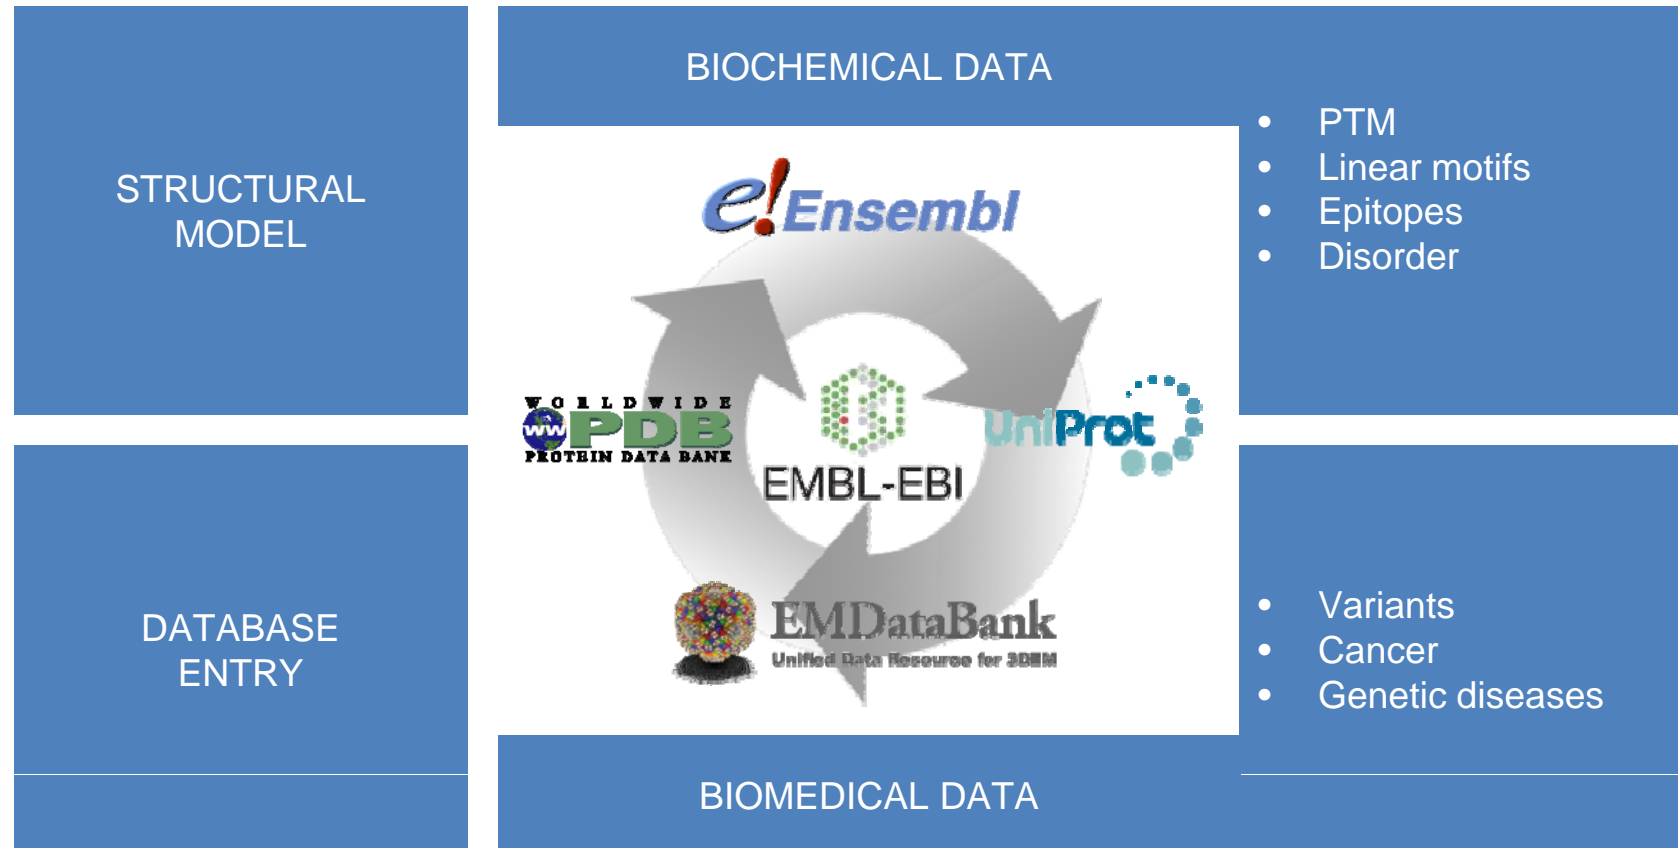 STRUCTURAL
MODEL
BIOCHEMICAL DATA
• PTM
• Linear motifs
• Epitopes
• Disorder
e!Ensembl
WORLDWIDE
ww PDB
PROTEIN DATA BANK
EMBL-EBI
UniProt
EMDataBank
Unified Data Resource for 3DEM
DATABASE
ENTRY
• Variants
• Cancer
• Genetic diseases
BIOMEDICAL DATA